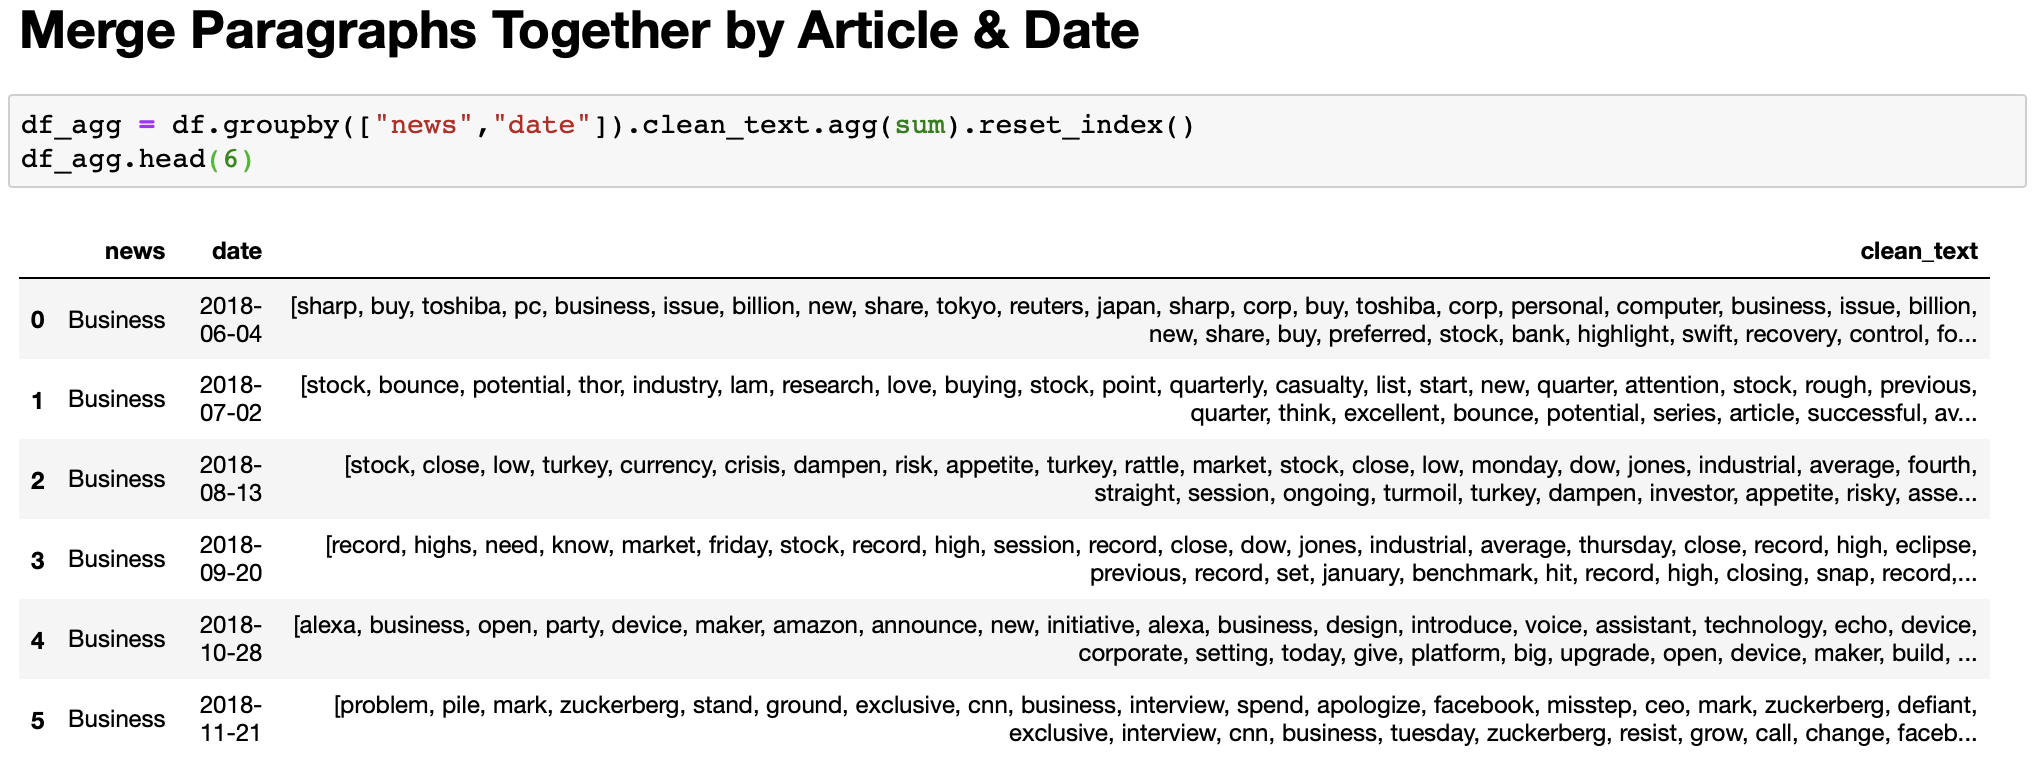 Merge Paragraphs Together by Article & Date
df_agg = df.groupby(["news","date"]).clean_text.agg(sum).reset_index()
df_agg.head(6)
news date clean_text
0 Business 2018-06-04 [sharp, buy, toshiba, pc, business, issue, billion, new, share, tokyo, reuters, japan, sharp, corp, buy, toshiba, corp, personal, computer, business, issue, billion,
new, share, buy, preferred, stock, bank, highlight, swift, recovery, control, fo...
1 Business 2018-07-02 [stock, bounce, potential, thor, industry, lam, research, love, buying, stock, point, quarterly, casualty, list, start, new, quarter, attention, stock, rough, previous,
quarter, think, excellent, bounce, potential, series, article, successful, av...
2 Business 2018-08-13 [stock, close, low, turkey, currency, crisis, dampen, risk, appetite, turkey, rattle, market, stock, close, low, monday, dow, jones, industrial, average, fourth,
straight, session, ongoing, turmoil, turkey, dampen, investor, appetite, risky, asse...
3 Business 2018-09-20 [record, highs, need, know, market, friday, stock, record, high, session, record, close, dow, jones, industrial, average, thursday, close, record, high, eclipse,
previous, record, set, january, benchmark, hit, record, high, closing, snap, record,...
4 Business 2018-10-28 [alexa, business, open, party, device, maker, amazon, announce, new, initiative, alexa, business, design, introduce, voice, assistant, technology, echo, device,
corporate, setting, today, give, platform, big, upgrade, open, device, maker, build, ...
5 Business 2018-11-21 [problem, pile, mark, zuckerberg, stand, ground, exclusive, cnn, business, interview, spend, apologize, facebook, misstep, ceo, mark, zuckerberg, defiant,
exclusive, interview, cnn, business, tuesday, zuckerberg, resist, grow, call, change, faceb...